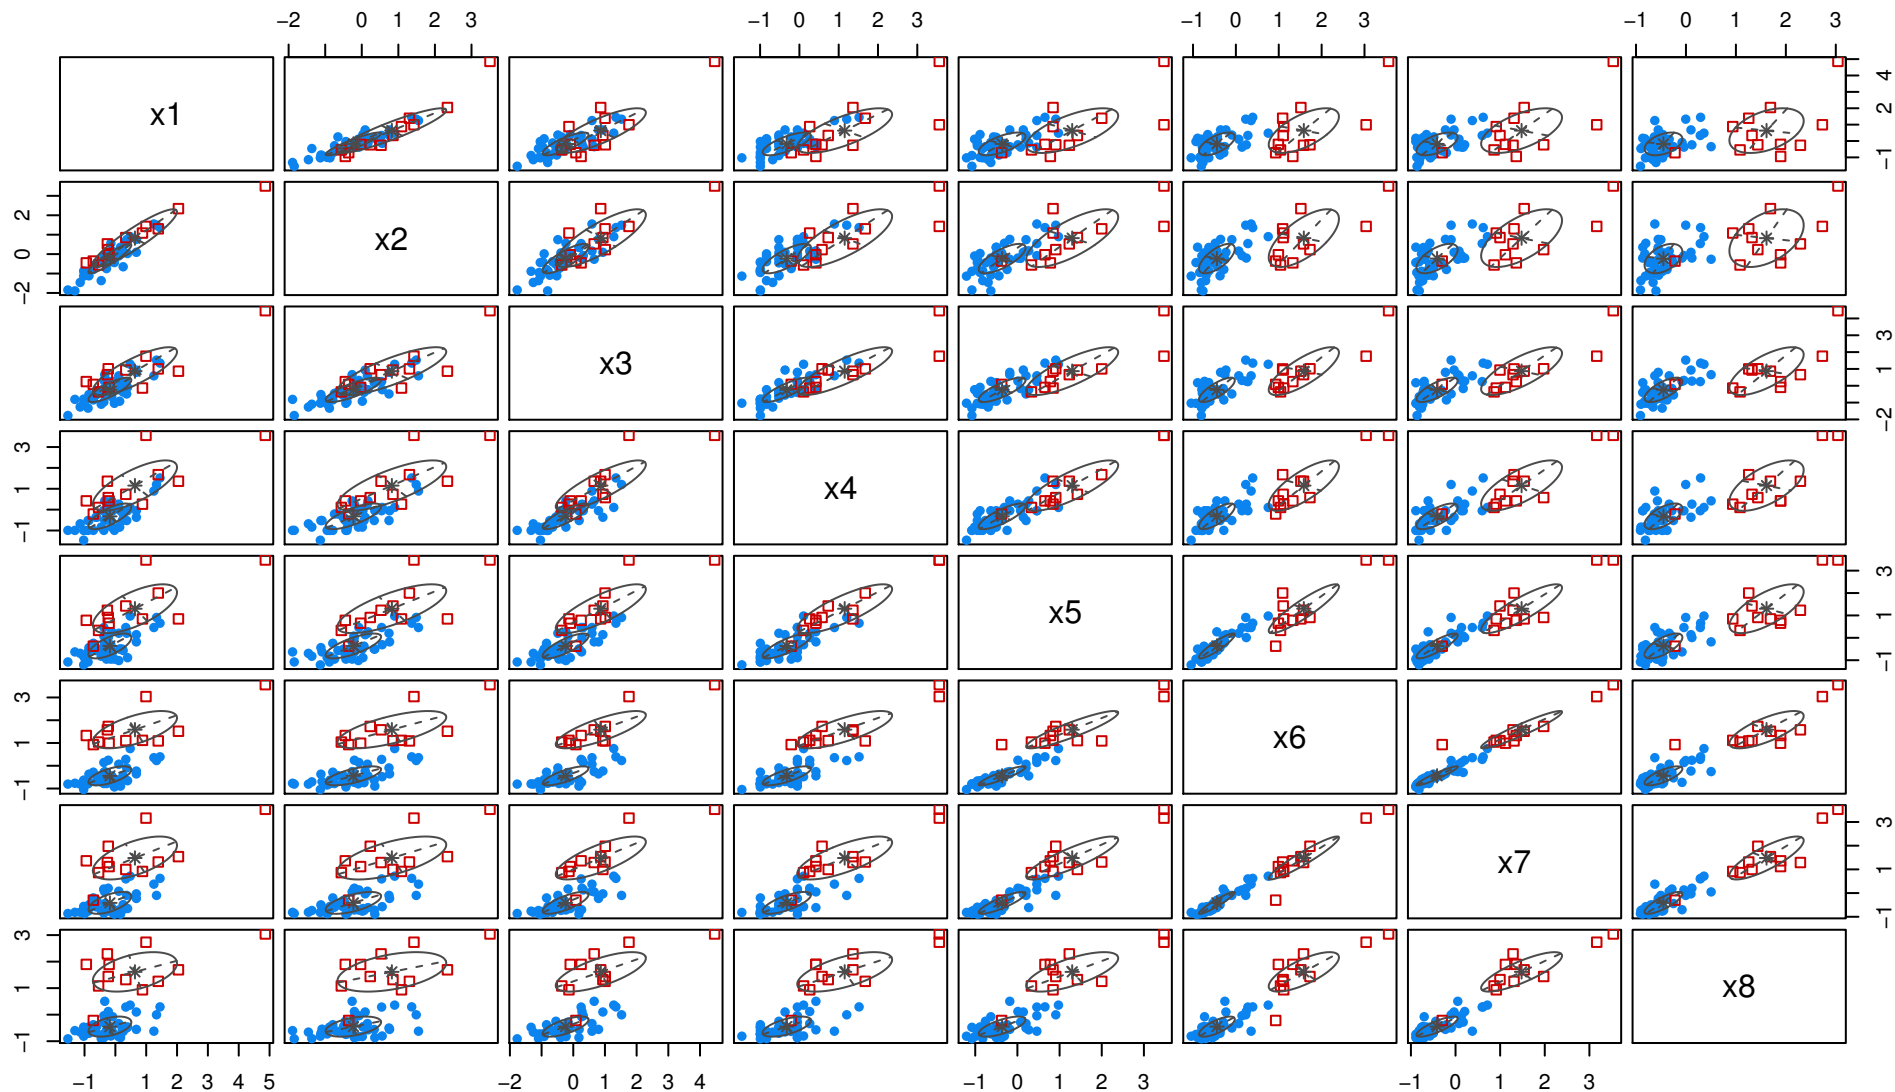 −2 0 1 2 3 −1 0 1 2 3 −1 0 1 2 3 −1 0 1 2 3
x1 −1 2 4
−2 0 2 x2
x3 −2 1 3
−1 1 3 x4
x5 −1 1 3
−1 1 3 x6
x7 −1 1 3
−1 1 3 x8
−1 1 2 3 4 5 −2 0 1 2 3 4 −1 0 1 2 3 −1 0 1 2 3